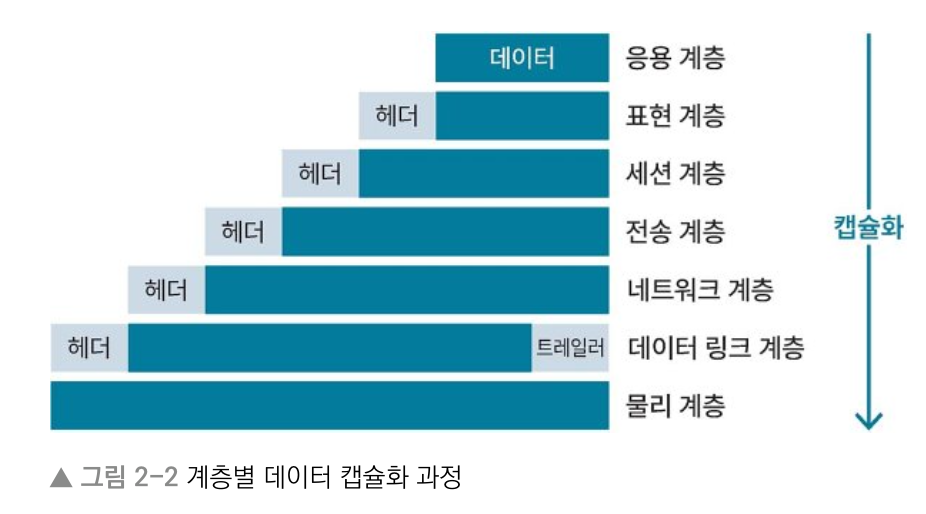 데이터 응용 계층
헤더 표현 계층
헤더 세션 계층
헤더 전송 계층
캡슐화
헤더 네트워크 계층
헤더 트레일러 데이터 링크 계층
물리 계층
▲ 그림 2-2 계층별 데이터 캡슐화 과정